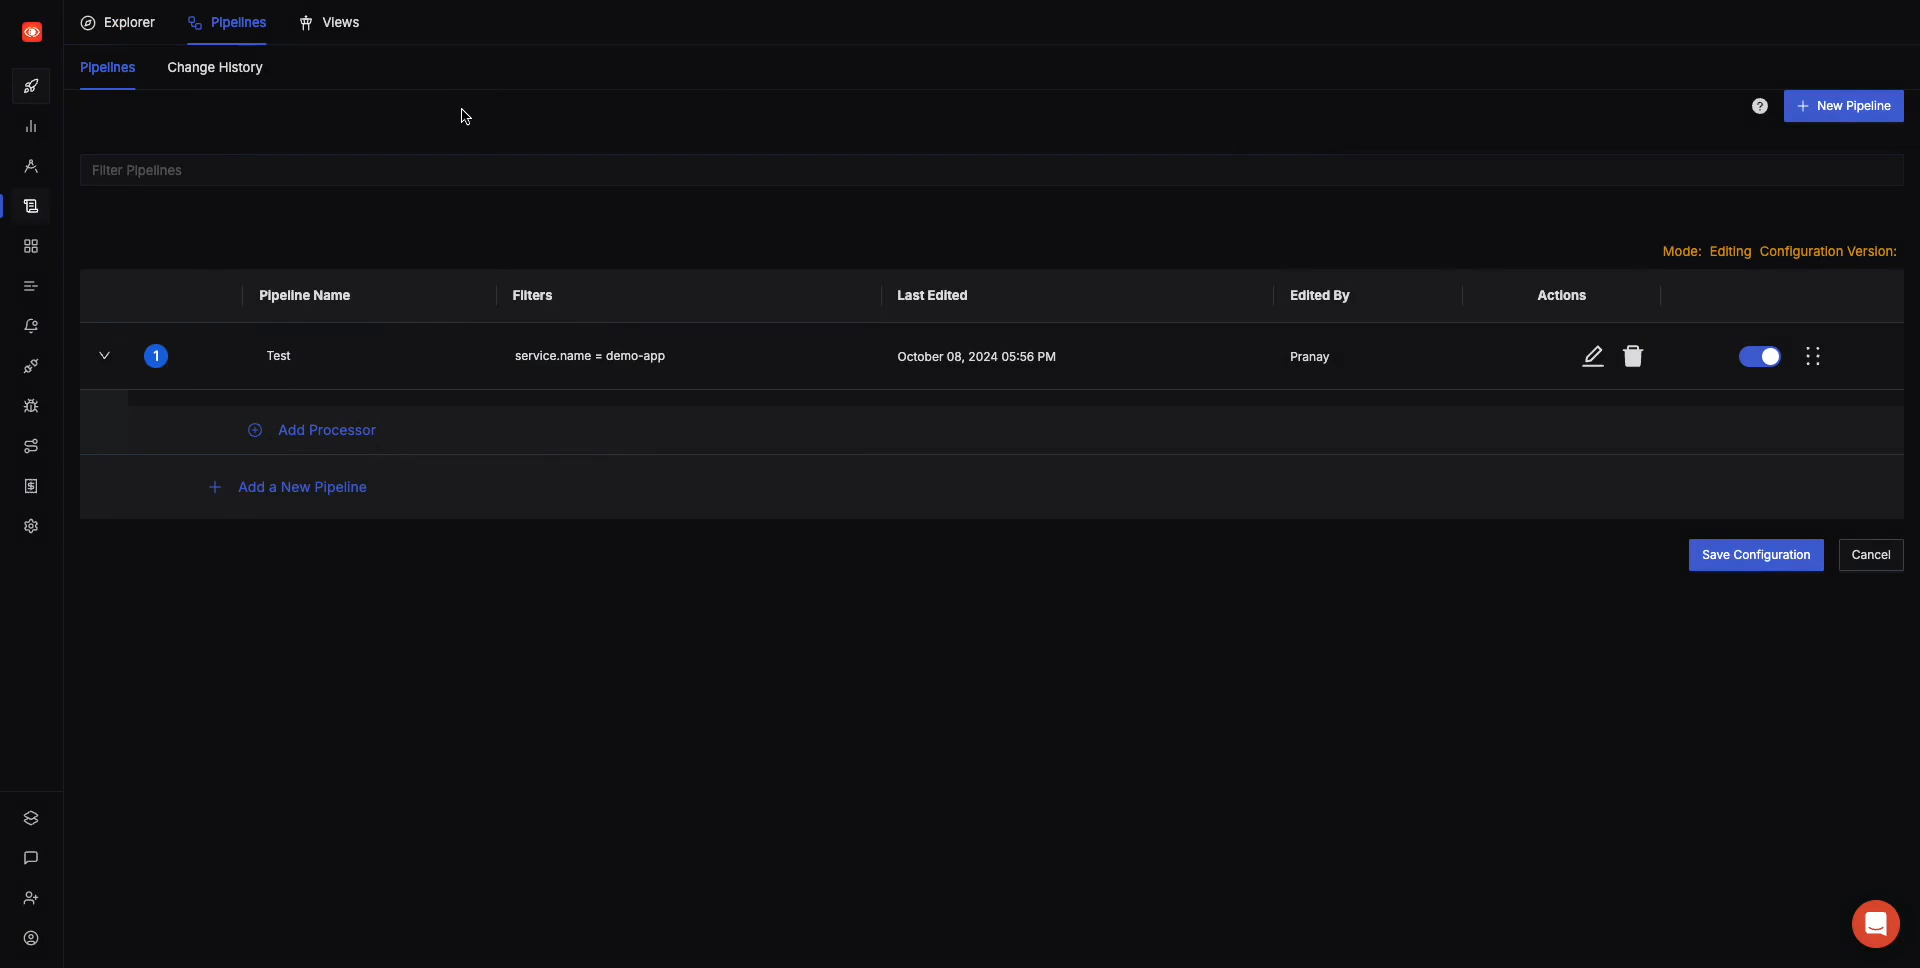 Explorer
Pipelines
Views
Pipelines
Change History
?
New Pipeline
Filter Pipelines
Mode: Editing Configuration Version:
Pipeline Name
Filters
Last Edited
Edited By
Actions
1
Test
service.name = demo-app
October 08, 2024 05:56 PM
Pranay
Add Processor
Add a New Pipeline
Save Configuration
Cancel